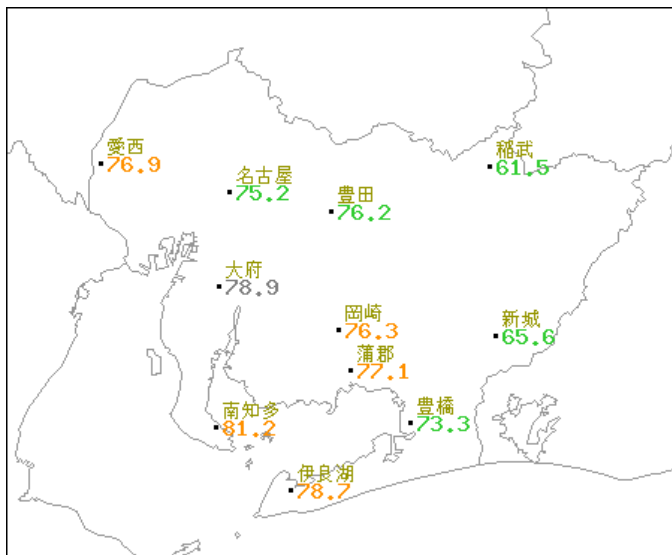 愛西
76.9
稲武
61.5
名古屋
75.2
豊田
76.2
大府
78.9
岡崎
76.3
新城
65.6
蒲郡
77.1
南知多
81.2
豊橋
73.3
伊良湖
78.7